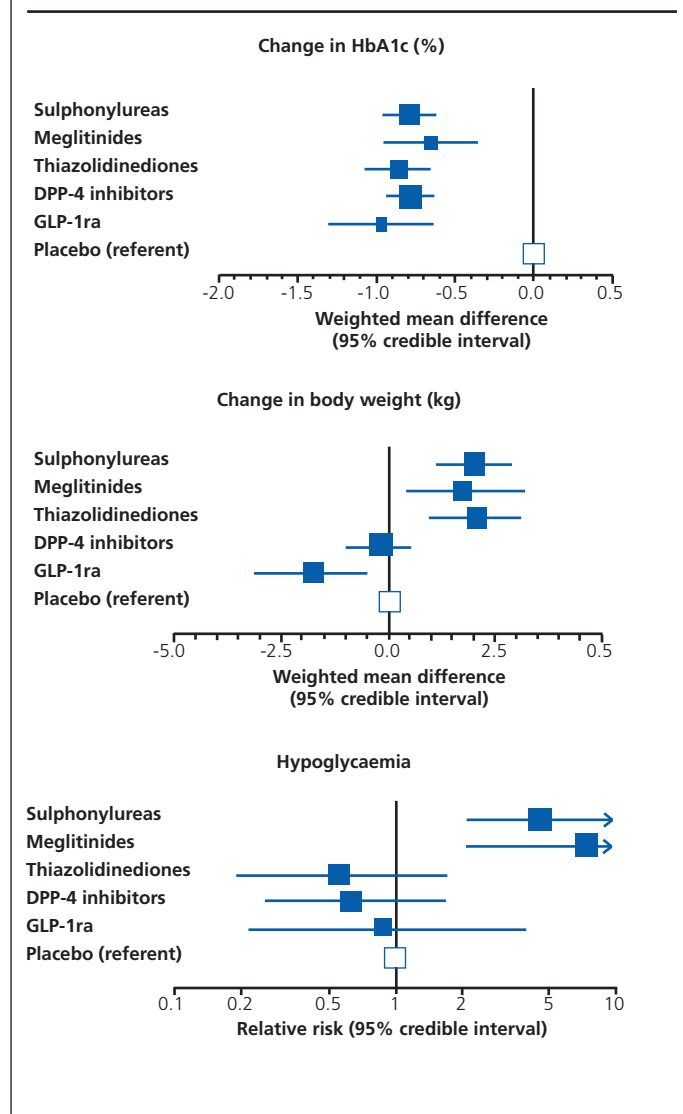 Change in HbA1c (%)
Sulphonylureas
Meglitinides
Thiazolidinediones
DPP-4 inhibitors
GLP-1ra
Placebo (referent)
-2.0 -1.5 -1.0 -0.5 0.0 0.5
Weighted mean difference
(95% credible interval)
Change in body weight (kg)
Sulphonylureas
Meglitinides
Thiazolidinediones
DPP-4 inhibitors
GLP-1ra
Placebo (referent)
-5.0 -2.5 0.0 2.5 0.5
Weighted mean difference
(95% credible interval)
Hypoglycaemia
Sulphonylureas
Meglitinides
Thiazolidinediones
DPP-4 inhibitors
GLP-1ra
Placebo (referent)
0.1 0.2 0.5 1 2 5 10
Relative risk (95% credible interval)